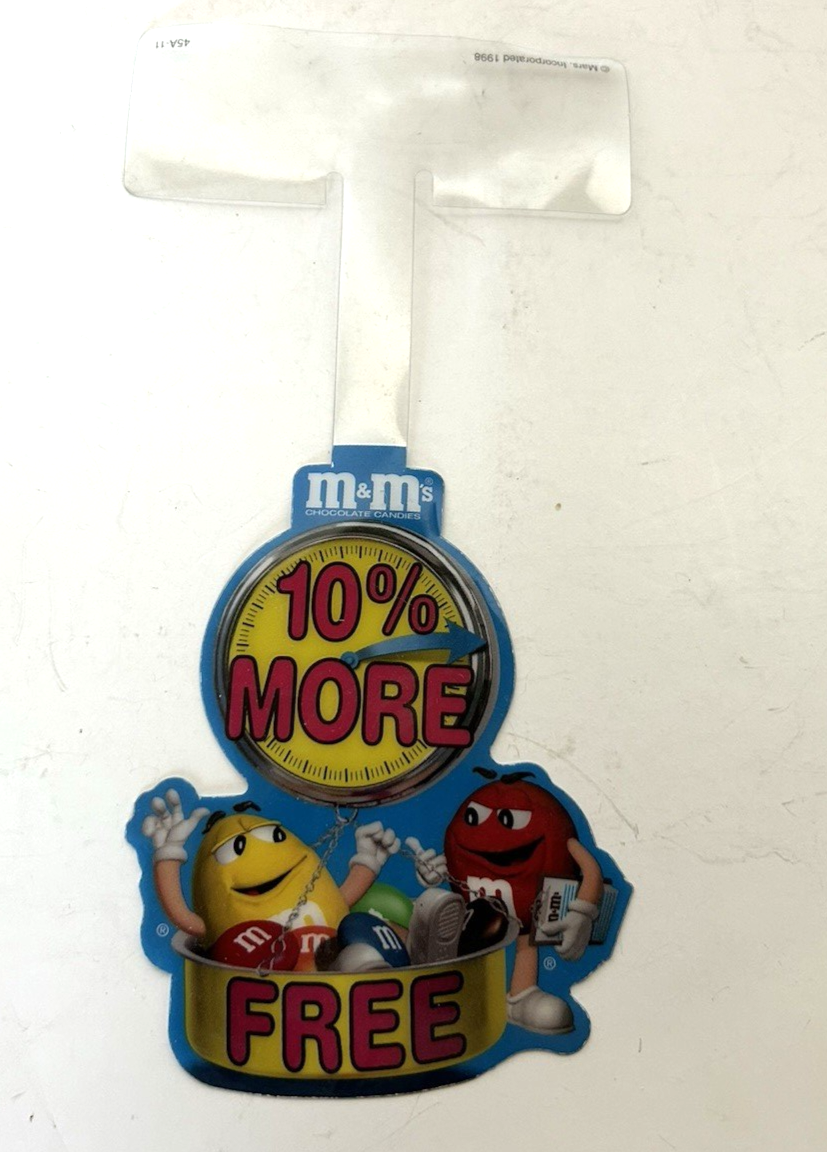 45A-11
© Mars, Incorporated 1998
m&m's®
CHOCOLATE CANDIES
10%
MORE
m
m
m
m
m&m's
®
®
FREE